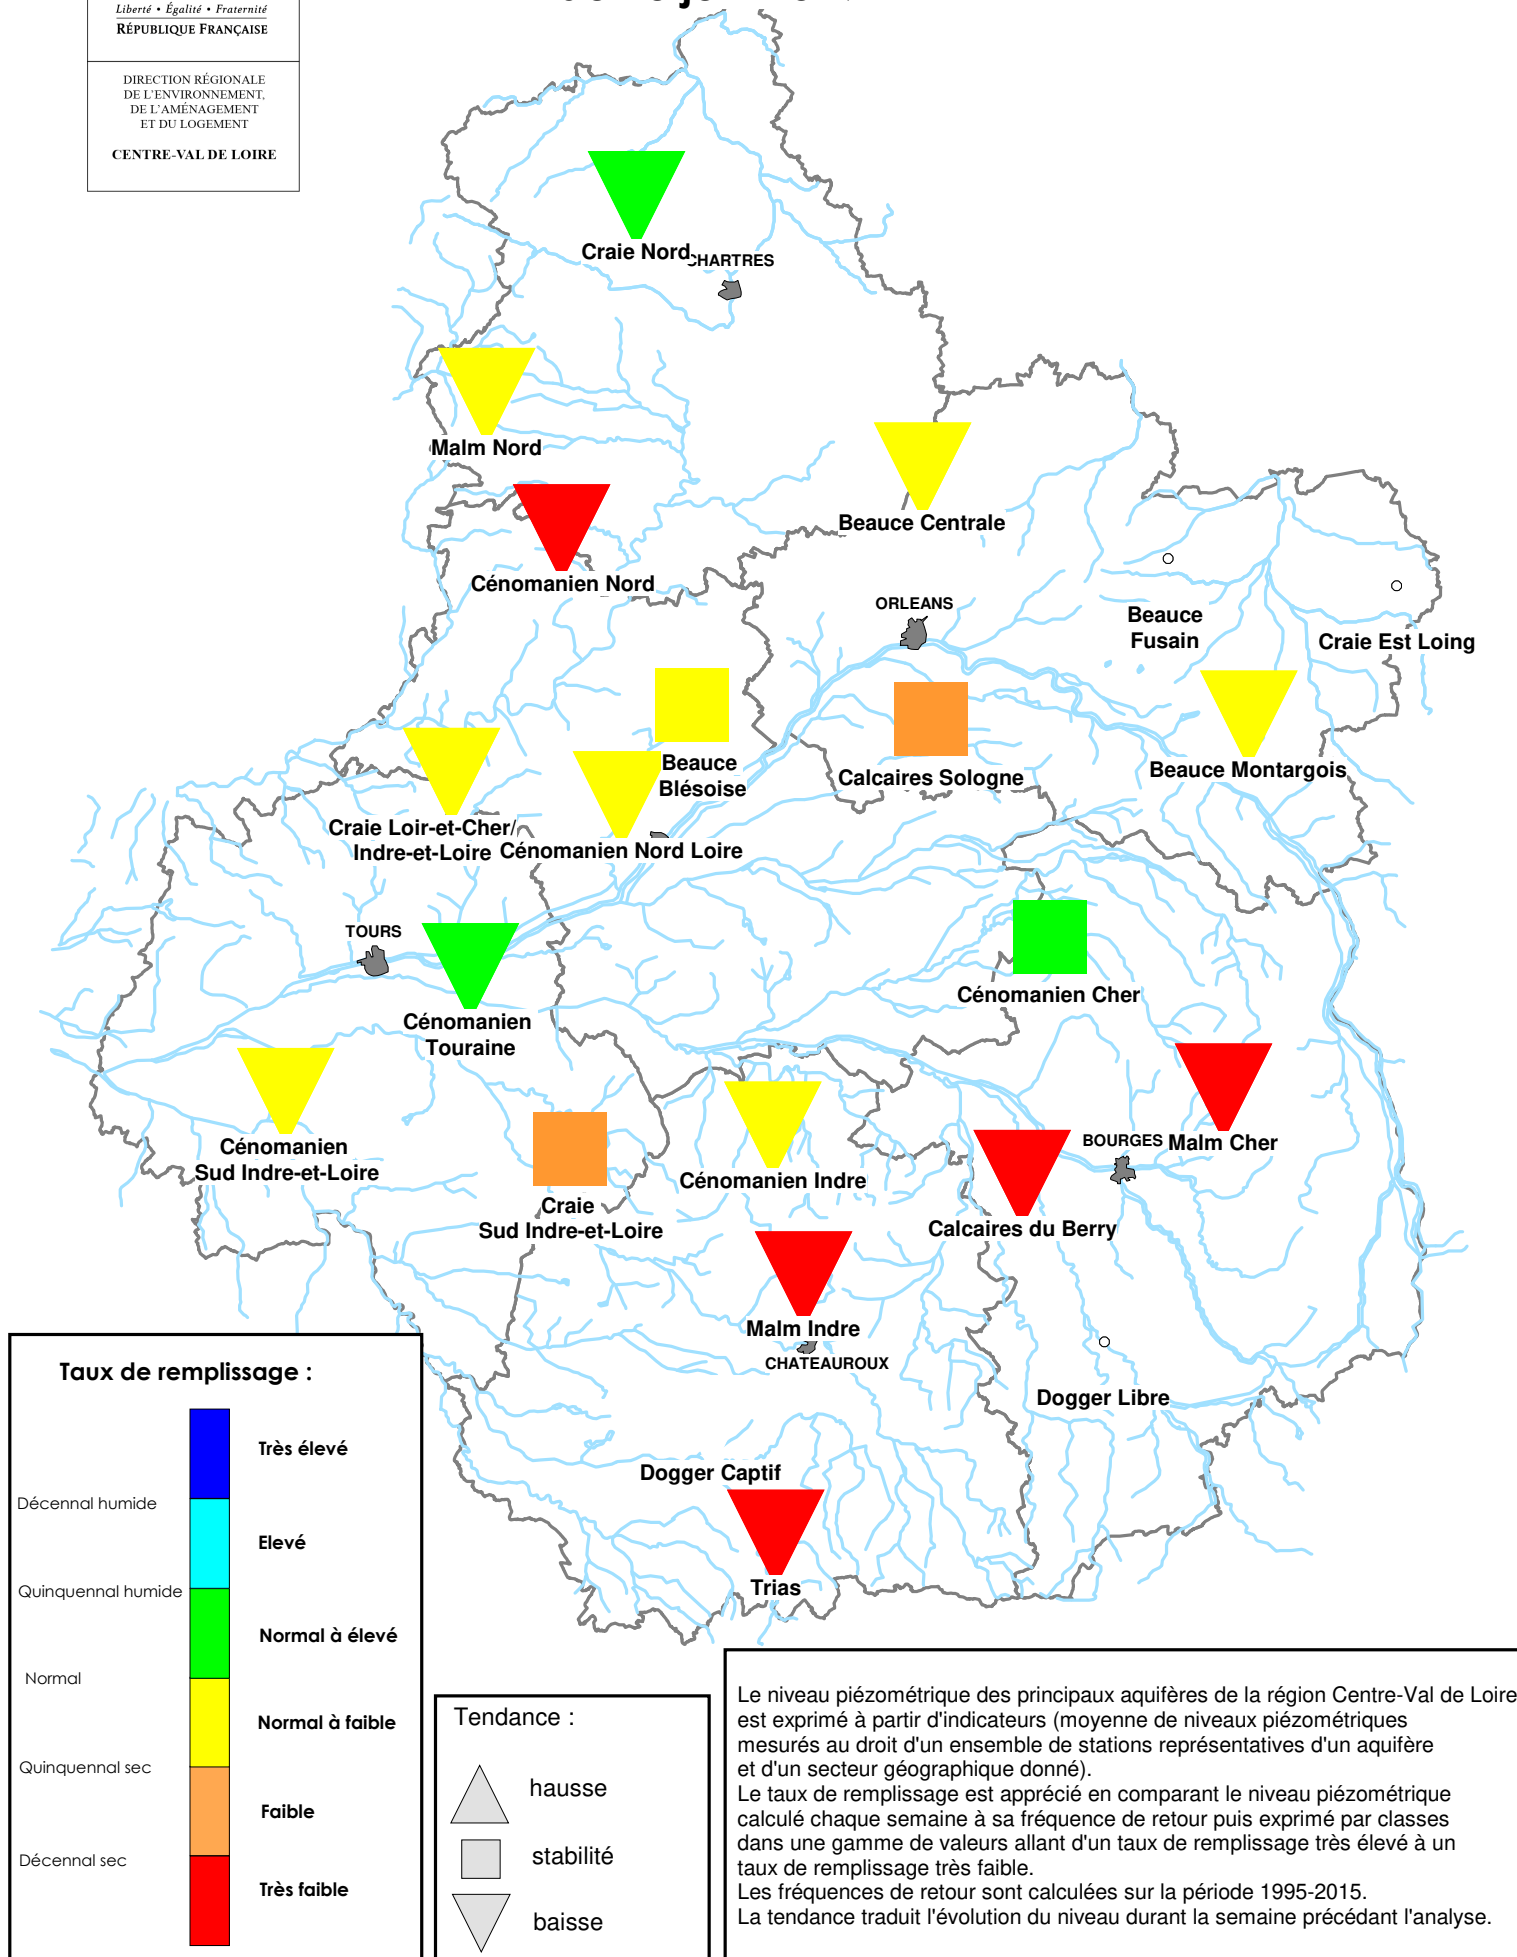 Liberté • Égalité • Fraternité
RÉPUBLIQUE FRANÇAISE
DIRECTION RÉGIONALE
DE L'ENVIRONNEMENT,
DE L'AMÉNAGEMENT
ET DU LOGEMENT
CENTRE-VAL DE LOIRE
Craie Nord
CHARTRES
Malm Nord
Beauce Centrale
Cénomanien Nord
ORLEANS
Beauce
Fusain
Craie Est Loing
Beauce
Blésoise
Calcaires Sologne
Beauce Montargois
Craie Loir-et-Cher/
Indre-et-Loire
Cénomanien Nord Loire
TOURS
Cénomanien
Touraine
Cénomanien Cher
Cénomanien
Sud Indre-et-Loire
Craie
Sud Indre-et-Loire
Cénomanien Indre
BOURGES
Malm Cher
Calcaires du Berry
Malm Indre
CHATEAUROUX
Dogger Libre
Dogger Captif
Trias
Taux de remplissage :
Très élevé
Décennal humide
Elevé
Quinquennal humide
Normal à élevé
Normal
Normal à faible
Quinquennal sec
Faible
Décennal sec
Très faible
Tendance :
hausse
stabilité
baisse
Le niveau piézométrique des principaux aquifères de la région Centre-Val de Loire
est exprimé à partir d'indicateurs (moyenne de niveaux piézométriques
mesurés au droit d'un ensemble de stations représentatives d'un aquifère
et d'un secteur géographique donné).
Le taux de remplissage est apprécié en comparant le niveau piézométrique
calculé chaque semaine à sa fréquence de retour puis exprimé par classes
dans une gamme de valeurs allant d'un taux de remplissage très élevé à un
taux de remplissage très faible.
Les fréquences de retour sont calculées sur la période 1995-2015.
La tendance traduit l'évolution du niveau durant la semaine précédant l'analyse.